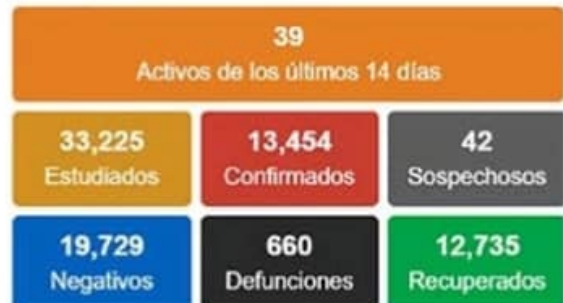 39
Activos de los últimos 14 días
33,225
Estudiados
13,454
Confirmados
42
Sospechosos
19,729
Negativos
660
Defunciones
12,735
Recuperados